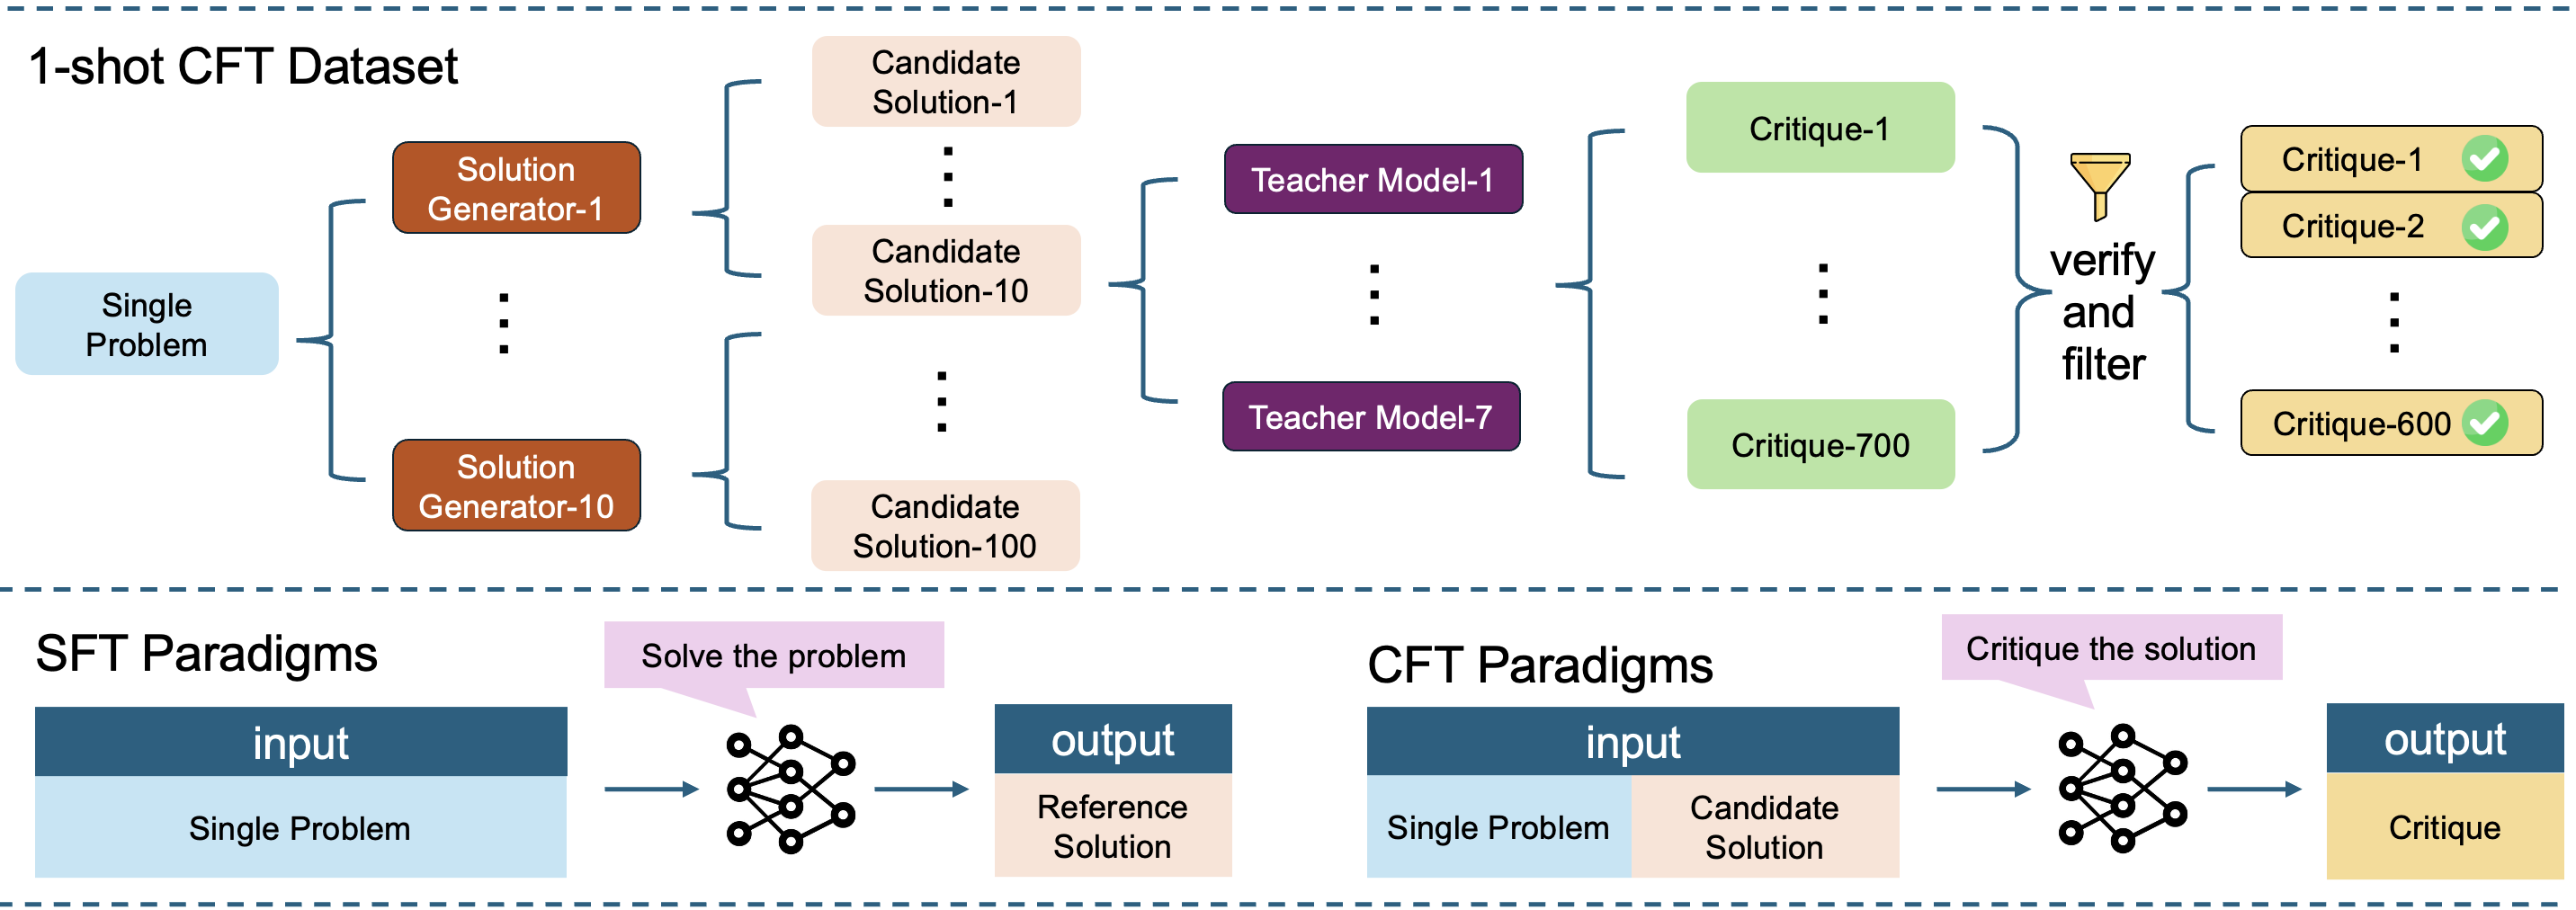 1-shot CFT Dataset
Single
Problem
Solution
Generator-1
Solution
Generator-10
Candidate
Solution-1
Candidate
Solution-10
Candidate
Solution-100
Teacher Model-1
Teacher Model-7
Critique-1
Critique-700
verify
and
filter
Critique-1
Critique-2
Critique-600
SFT Paradigms
Solve the problem
input
Single Problem
output
Reference
Solution
CFT Paradigms
Critique the solution
input
Single Problem
Candidate
Solution
output
Critique